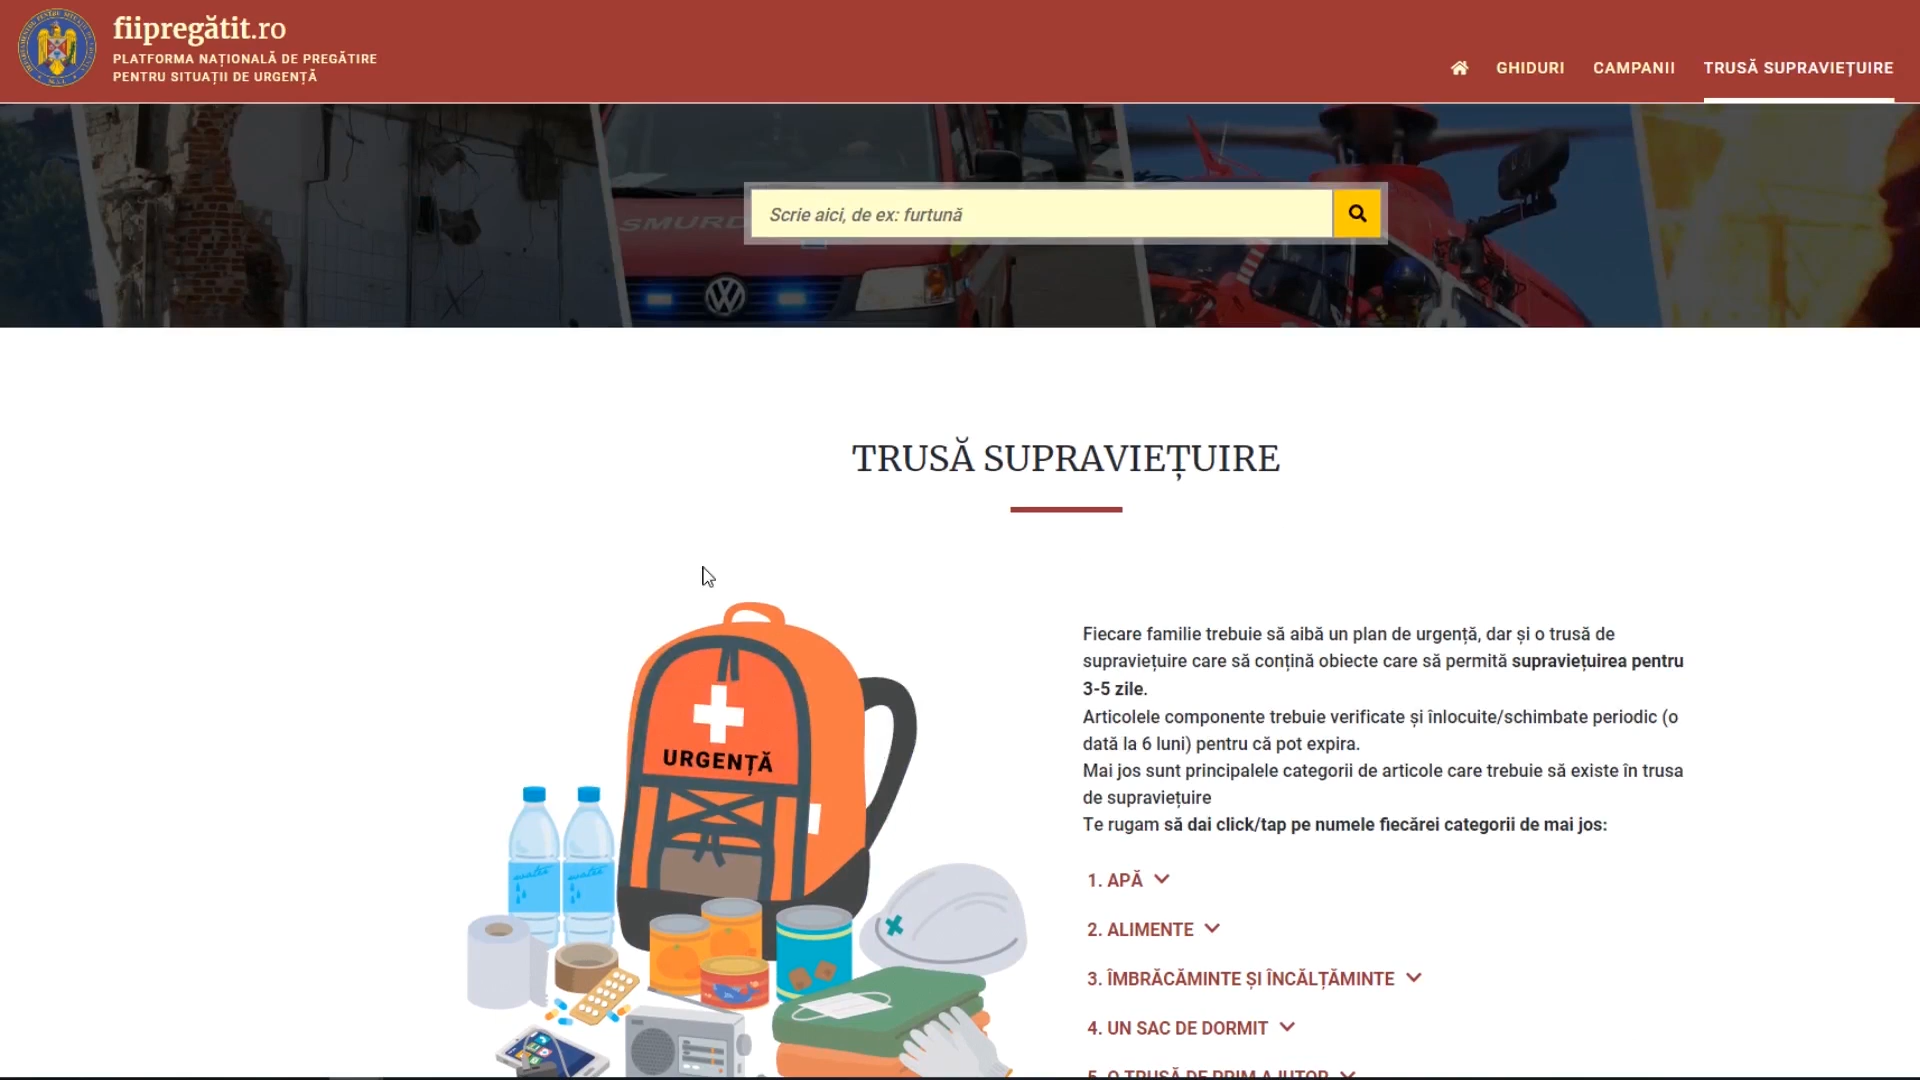 fiipregătit.ro
PLATFORMA NAȚIONALĂ DE PREGĂTIRE
PENTRU SITUAȚII DE URGENȚĂ
GHIDURI
CAMPANII
TRUSĂ SUPRAVIEȚUIRE
SMURD
Scrie aici, de ex: furtună
TRUSĂ SUPRAVIEȚUIRE
URGENȚĂ
water
water
Fiecare familie trebuie să aibă un plan de urgență, dar și o trusă de
supraviețuire care să conțină obiecte care să permită supraviețuirea pentru
3-5 zile.
Articolele componente trebuie verificate și înlocuite/schimbate periodic (o
dată la 6 luni) pentru că pot expira.
Mai jos sunt principalele categorii de articole care trebuie să existe în trusa
de supraviețuire
Te rugam să dai click/tap pe numele fiecărei categorii de mai jos:
1. APĂ
2. ALIMENTE
3. ÎMBRĂCĂMINTE ȘI ÎNCĂLȚĂMINTE
4. UN SAC DE DORMIT
5. O TRUSĂ DE PRIM AJUTOR